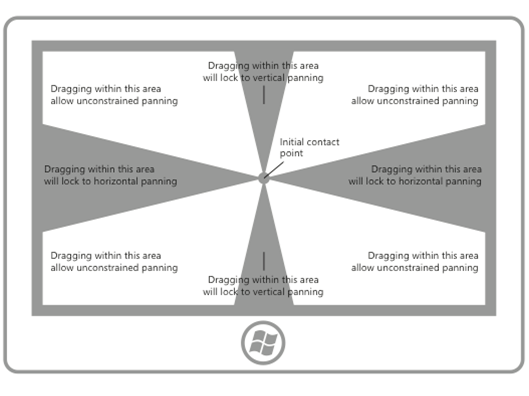 Dragging within this area
will lock to vertical panning
Dragging within this area
allow unconstrained panning
Dragging within this area
allow unconstrained panning
Initial contact
point
Dragging within this area
will lock to horizontal panning
Dragging within this area
will lock to horizontal panning
Dragging within this area
allow unconstrained panning
Dragging within this area
allow unconstrained panning
Dragging within this area
will lock to vertical panning